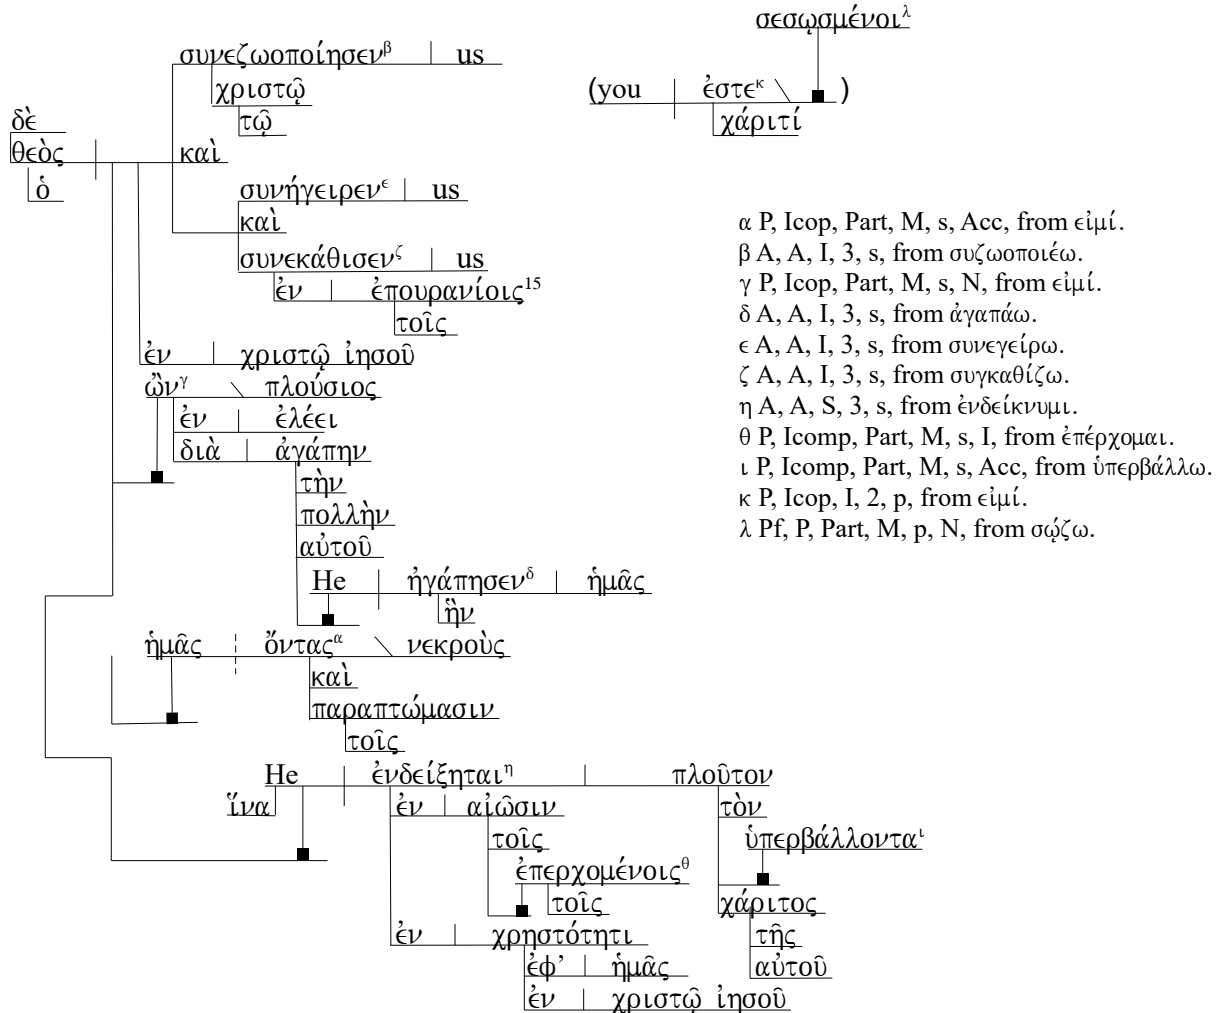 σεσῳσμένοι^λ
συνεζωοποίησεν^β us
(you ἐστε^κ )
χριστῷ
τῷ
χάριτί
δὲ
θεὸς καὶ
ὁ
συνήγειρεν^ε us
καὶ
συνεκάθισεν^ζ us
ἐν ἐπουρανίοις^15
τοῖς
ἐν χριστῷ ἰησοῦ
α P, Icop, Part, M, s, Acc, from εἰμί.
β A, A, I, 3, s, from συζωοποιέω.
γ P, Icop, Part, M, s, N, from εἰμί.
δ A, A, I, 3, s, from ἀγαπάω.
ε A, A, I, 3, s, from συνεγείρω.
ζ A, A, I, 3, s, from συγκαθίζω.
η A, A, S, 3, s, from ἐνδείκνυμι.
θ P, Icomp, Part, M, s, I, from ἐπέρχομαι.
ι P, Icomp, Part, M, s, Acc, from ὑπερβάλλω.
κ P, Icop, I, 2, p, from εἰμί.
λ Pf, P, Part, M, p, N, from σῴζω.
ὢν^γ πλούσιος
ἐν ἐλέει
διὰ ἀγάπην
τὴν
πολλὴν
αὐτοῦ
He ἠγάπησεν^δ ἡμᾶς
ἣν
ἡμᾶς ὄντας^α νεκροὺς
καὶ
παραπτώμασιν
τοῖς
He ἐνδείξηται^η πλοῦτον
ἵνα ἐν αἰῶσιν τὸν
τοῖς ὑπερβάλλοντα^ι
ἐπερχομένοις^θ
τοῖς χάριτος
ἐν χρηστότητι τῆς
ἐφ’ ἡμᾶς αὐτοῦ
ἐν χριστῷ ἰησοῦ